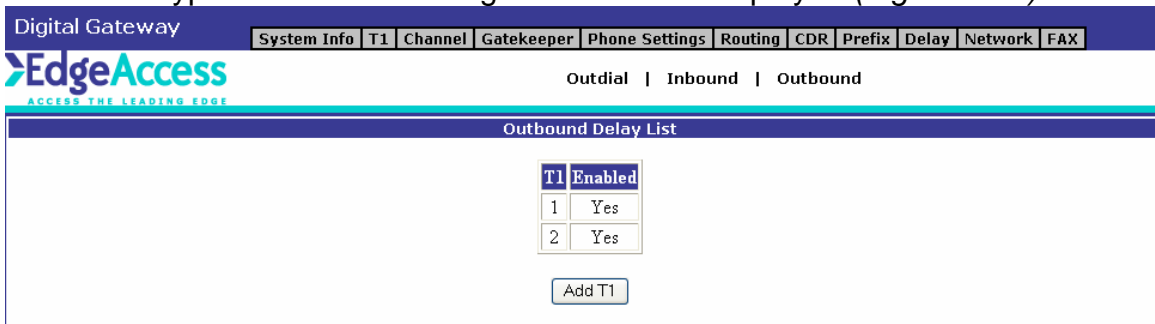 Digital Gateway
System Info T1 Channel Gatekeeper Phone Settings Routing CDR Prefix Delay Network FAX
EdgeAccess
ACCESS THE LEADING EDGE
Outdial | Inbound | Outbound
Outbound Delay List
T1 Enabled
1 Yes
2 Yes
Add T1